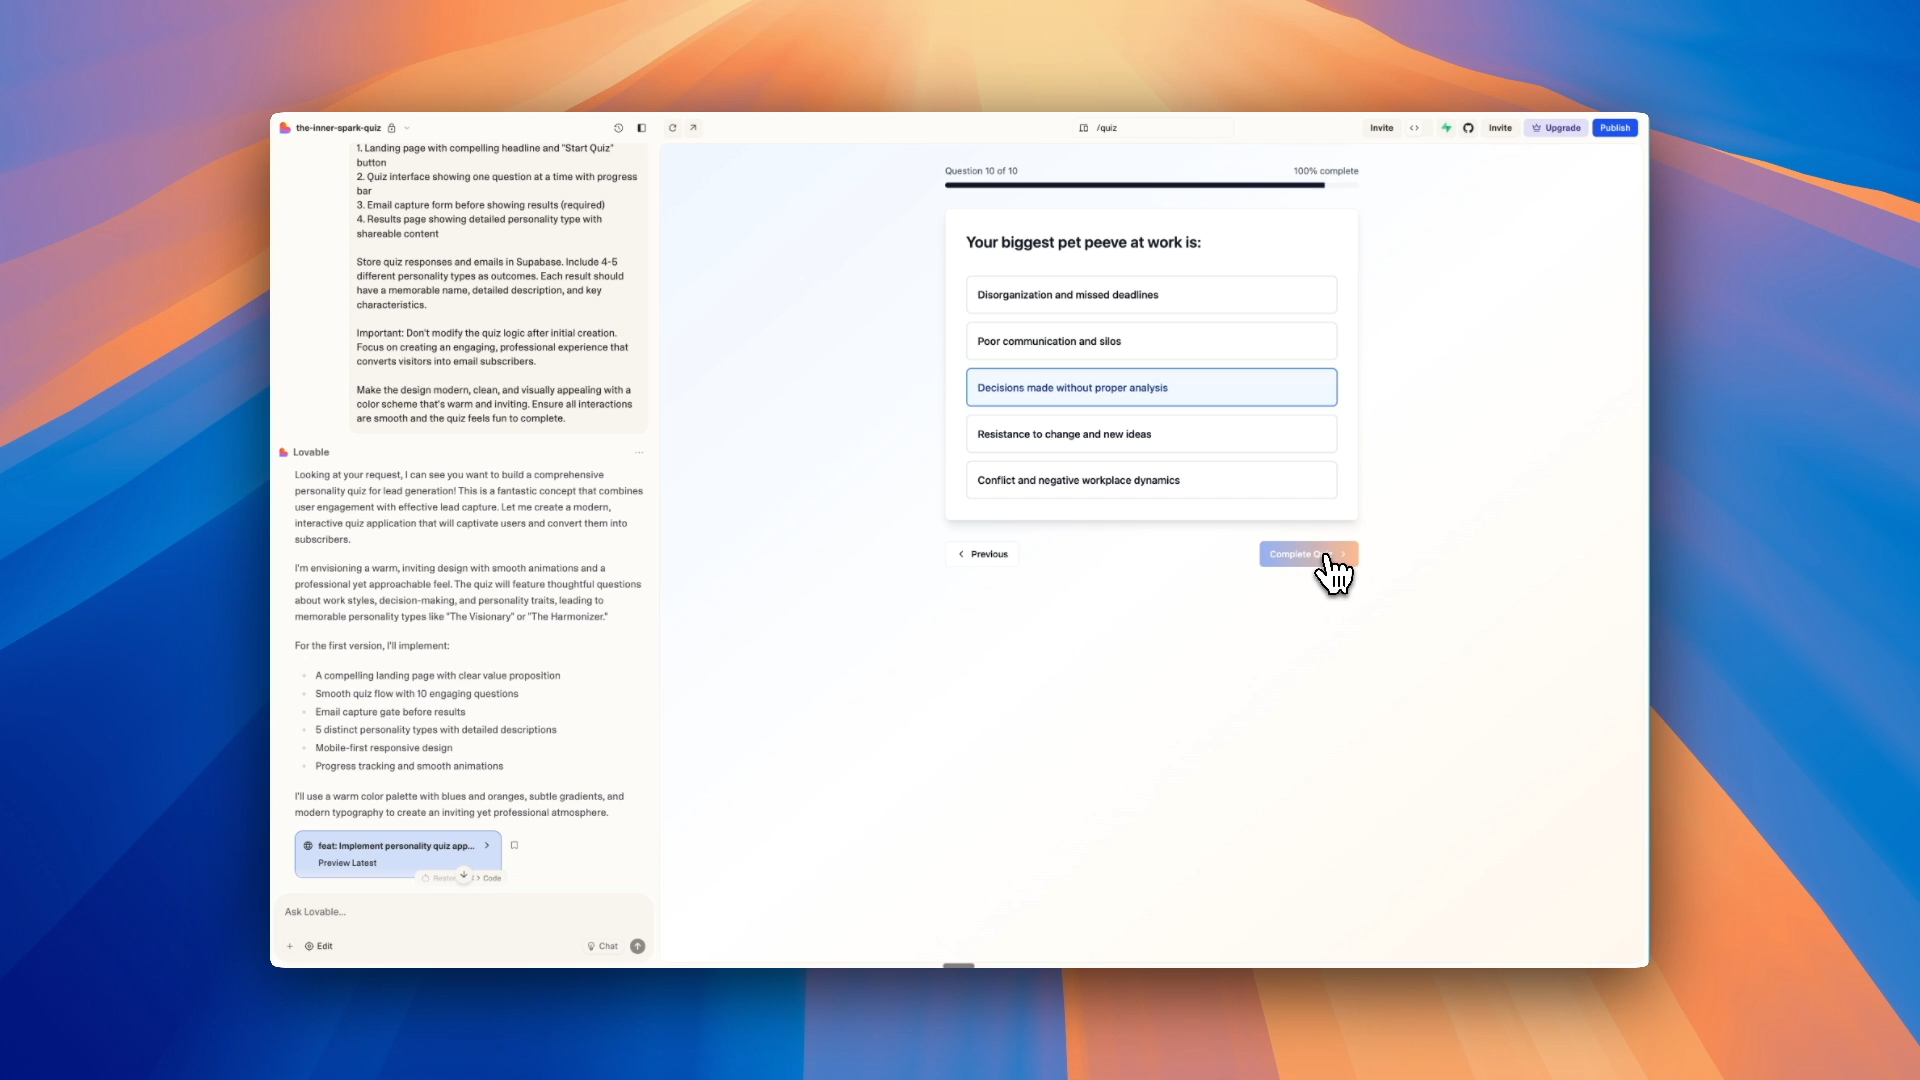 the-inner-spark-quiz
/quiz
Invite
Invite
Upgrade
Publish
1. Landing page with compelling headline and "Start Quiz"
button
2. Quiz interface showing one question at a time with progress
bar
3. Email capture form before showing results (required)
4. Results page showing detailed personality type with
shareable content
Store quiz responses and emails in Supabase. Include 4-5
different personality types as outcomes. Each result should
have a memorable name, detailed description, and key
characteristics.
Important: Don't modify the quiz logic after initial creation.
Focus on creating an engaging, professional experience that
converts visitors into email subscribers.
Make the design modern, clean, and visually appealing with a
color scheme that's warm and inviting. Ensure all interactions
are smooth and the quiz feels fun to complete.
Lovable
Looking at your request, I can see you want to build a comprehensive
personality quiz for lead generation! This is a fantastic concept that combines
user engagement with effective lead capture. Let me create a modern,
interactive quiz application that will captivate users and convert them into
subscribers.
I'm envisioning a warm, inviting design with smooth animations and a
professional yet approachable feel. The quiz will feature thoughtful questions
about work styles, decision-making, and personality traits, leading to
memorable personality types like "The Visionary" or "The Harmonizer."
For the first version, I'll implement:
A compelling landing page with clear value proposition
Smooth quiz flow with 10 engaging questions
Email capture gate before results
5 distinct personality types with detailed descriptions
Mobile-first responsive design
Progress tracking and smooth animations
I'll use a warm color palette with blues and oranges, subtle gradients, and
modern typography to create an inviting yet professional atmosphere.
feat: Implement personality quiz app...
Preview Latest
Code
Ask Lovable...
Edit
Chat
Question 10 of 10
100% complete
Your biggest pet peeve at work is:
Disorganization and missed deadlines
Poor communication and silos
Decisions made without proper analysis
Resistance to change and new ideas
Conflict and negative workplace dynamics
Previous
Complete